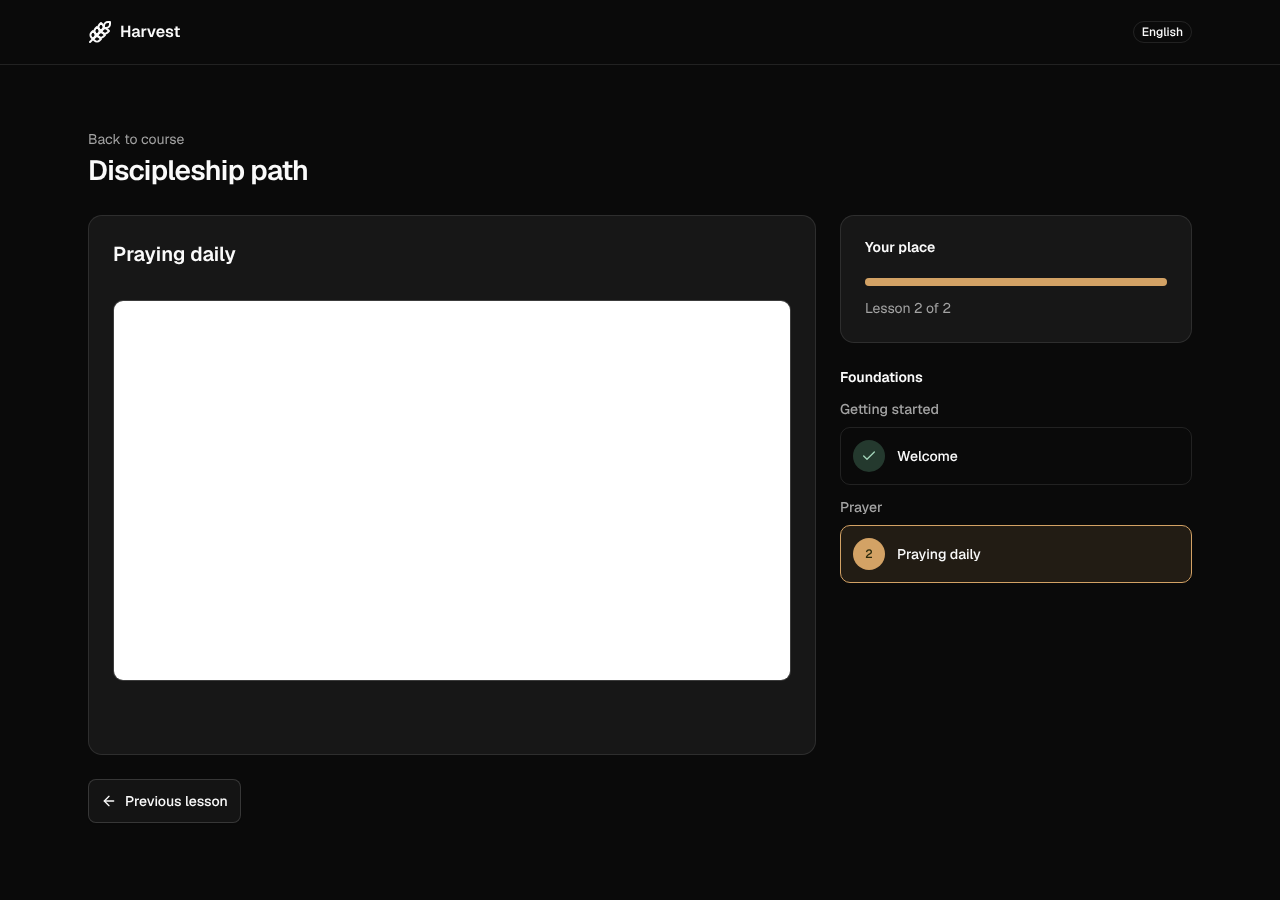 Harvest
English
Back to course
Discipleship path
Praying daily
Your place
Lesson 2 of 2
Foundations
Getting started
Welcome
Prayer
2
Praying daily
Previous lesson